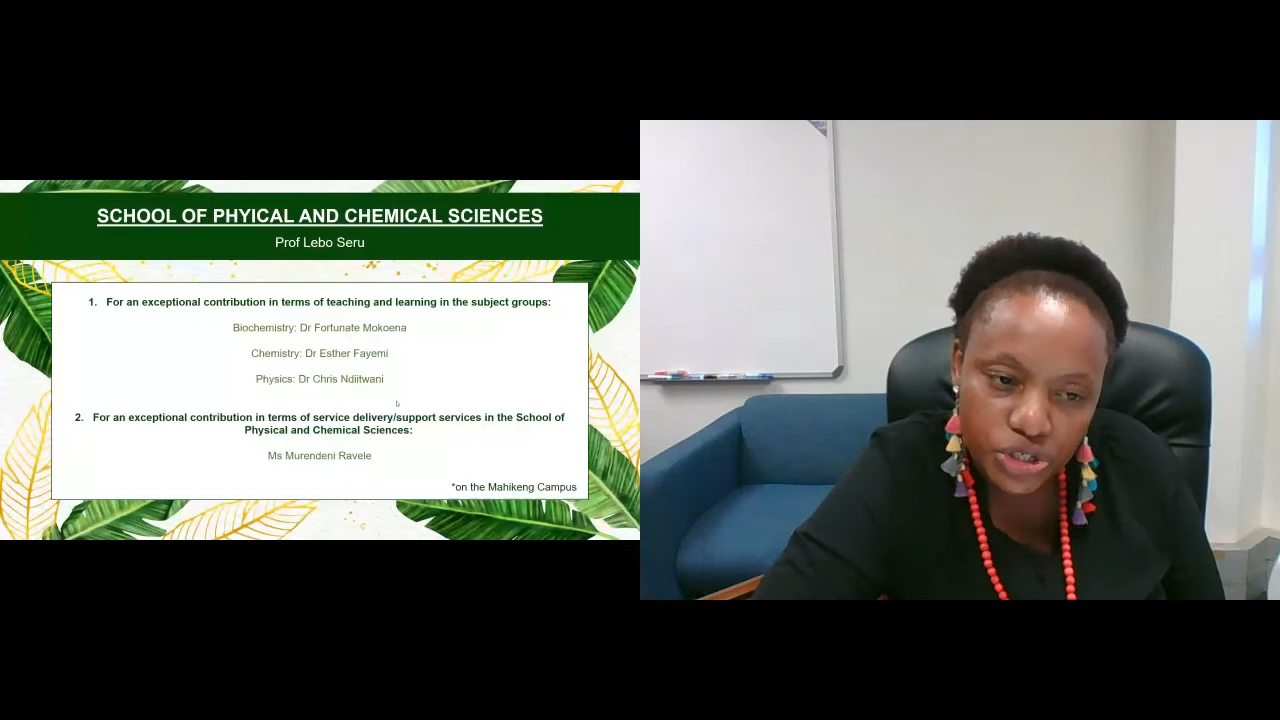 SCHOOL OF PHYICAL AND CHEMICAL SCIENCES
Prof Lebo Seru
1. For an exceptional contribution in terms of teaching and learning in the subject groups:
Biochemistry: Dr Fortunate Mokoena
Chemistry: Dr Esther Fayemi
Physics: Dr Chris Ndiitwani
2. For an exceptional contribution in terms of service delivery/support services in the School of
Physical and Chemical Sciences:
Ms Murendeni Ravele
*on the Mahikeng Campus